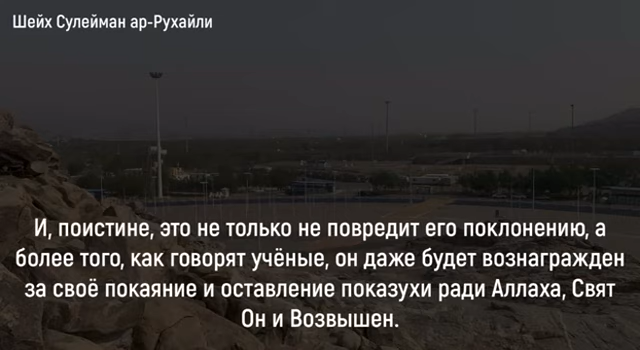 Шейх Сулейман ар-Рухайли
И, поистине, это не только не повредит его поклонению, а
более того, как говорят учёные, он даже будет вознагражден
за своё покаяние и оставление показухи ради Аллаха, Свят
Он и Возвышен.